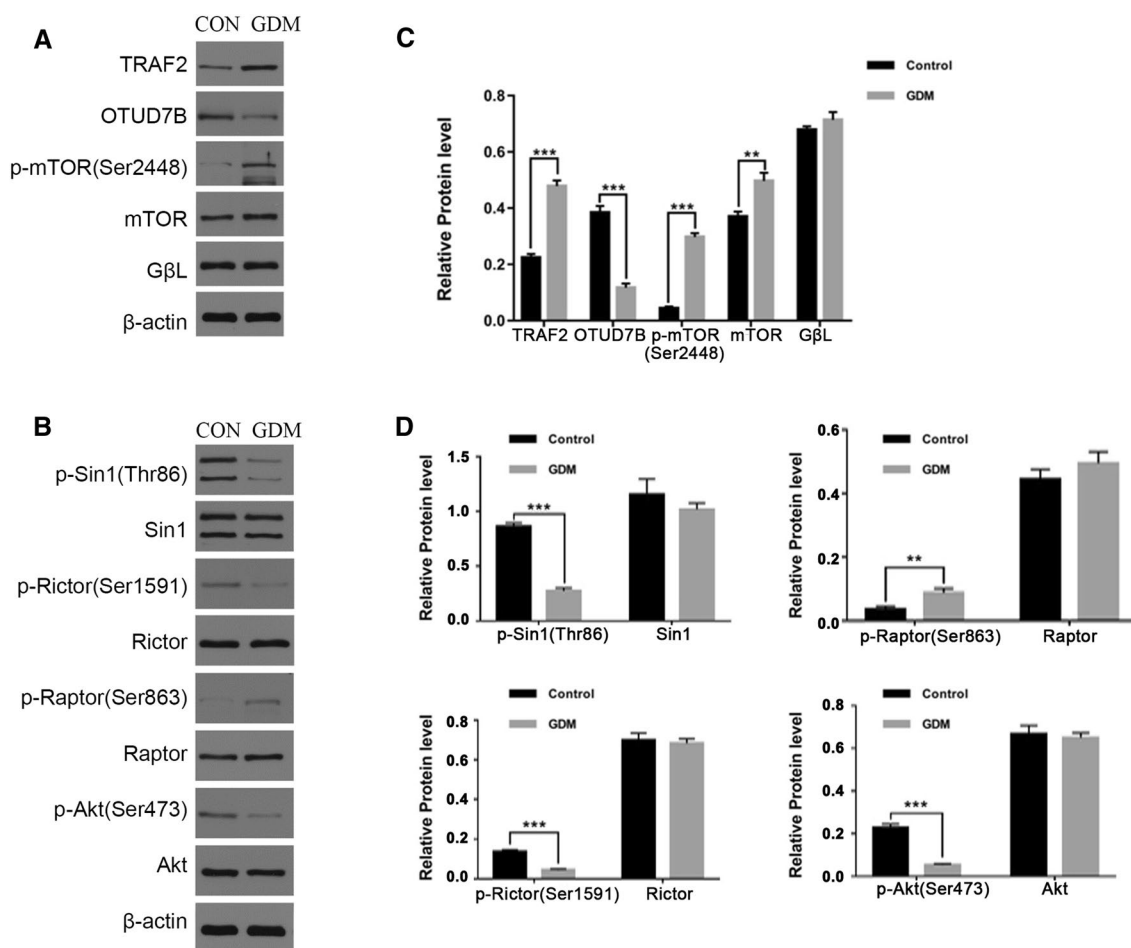 A
CON GDM
TRAF2
OTUD7B
p-mTOR(Ser2448)
mTOR
GβL
β-actin
C
Control
GDM
Relative Protein level
0.8
0.6
0.4
0.2
0.0
***
***
***
**
TRAF2 OTUD7B p-mTOR mTOR GβL
(Ser2448)
B
CON GDM
p-Sin1(Thr86)
Sin1
p-Rictor(Ser1591)
Rictor
p-Raptor(Ser863)
Raptor
p-Akt(Ser473)
Akt
β-actin
D
Control
GDM
Relative Protein level
1.5
1.0
0.5
0.0
***
p-Sin1(Thr86) Sin1
Control
GDM
Relative Protein level
0.6
0.4
0.2
0.0
**
p-Raptor(Ser863) Raptor
Control
GDM
Relative Protein level
0.8
0.6
0.4
0.2
0.0
***
p-Rictor(Ser1591) Rictor
Control
GDM
Relative Protein level
0.8
0.6
0.4
0.2
0.0
***
p-Akt(Ser473) Akt